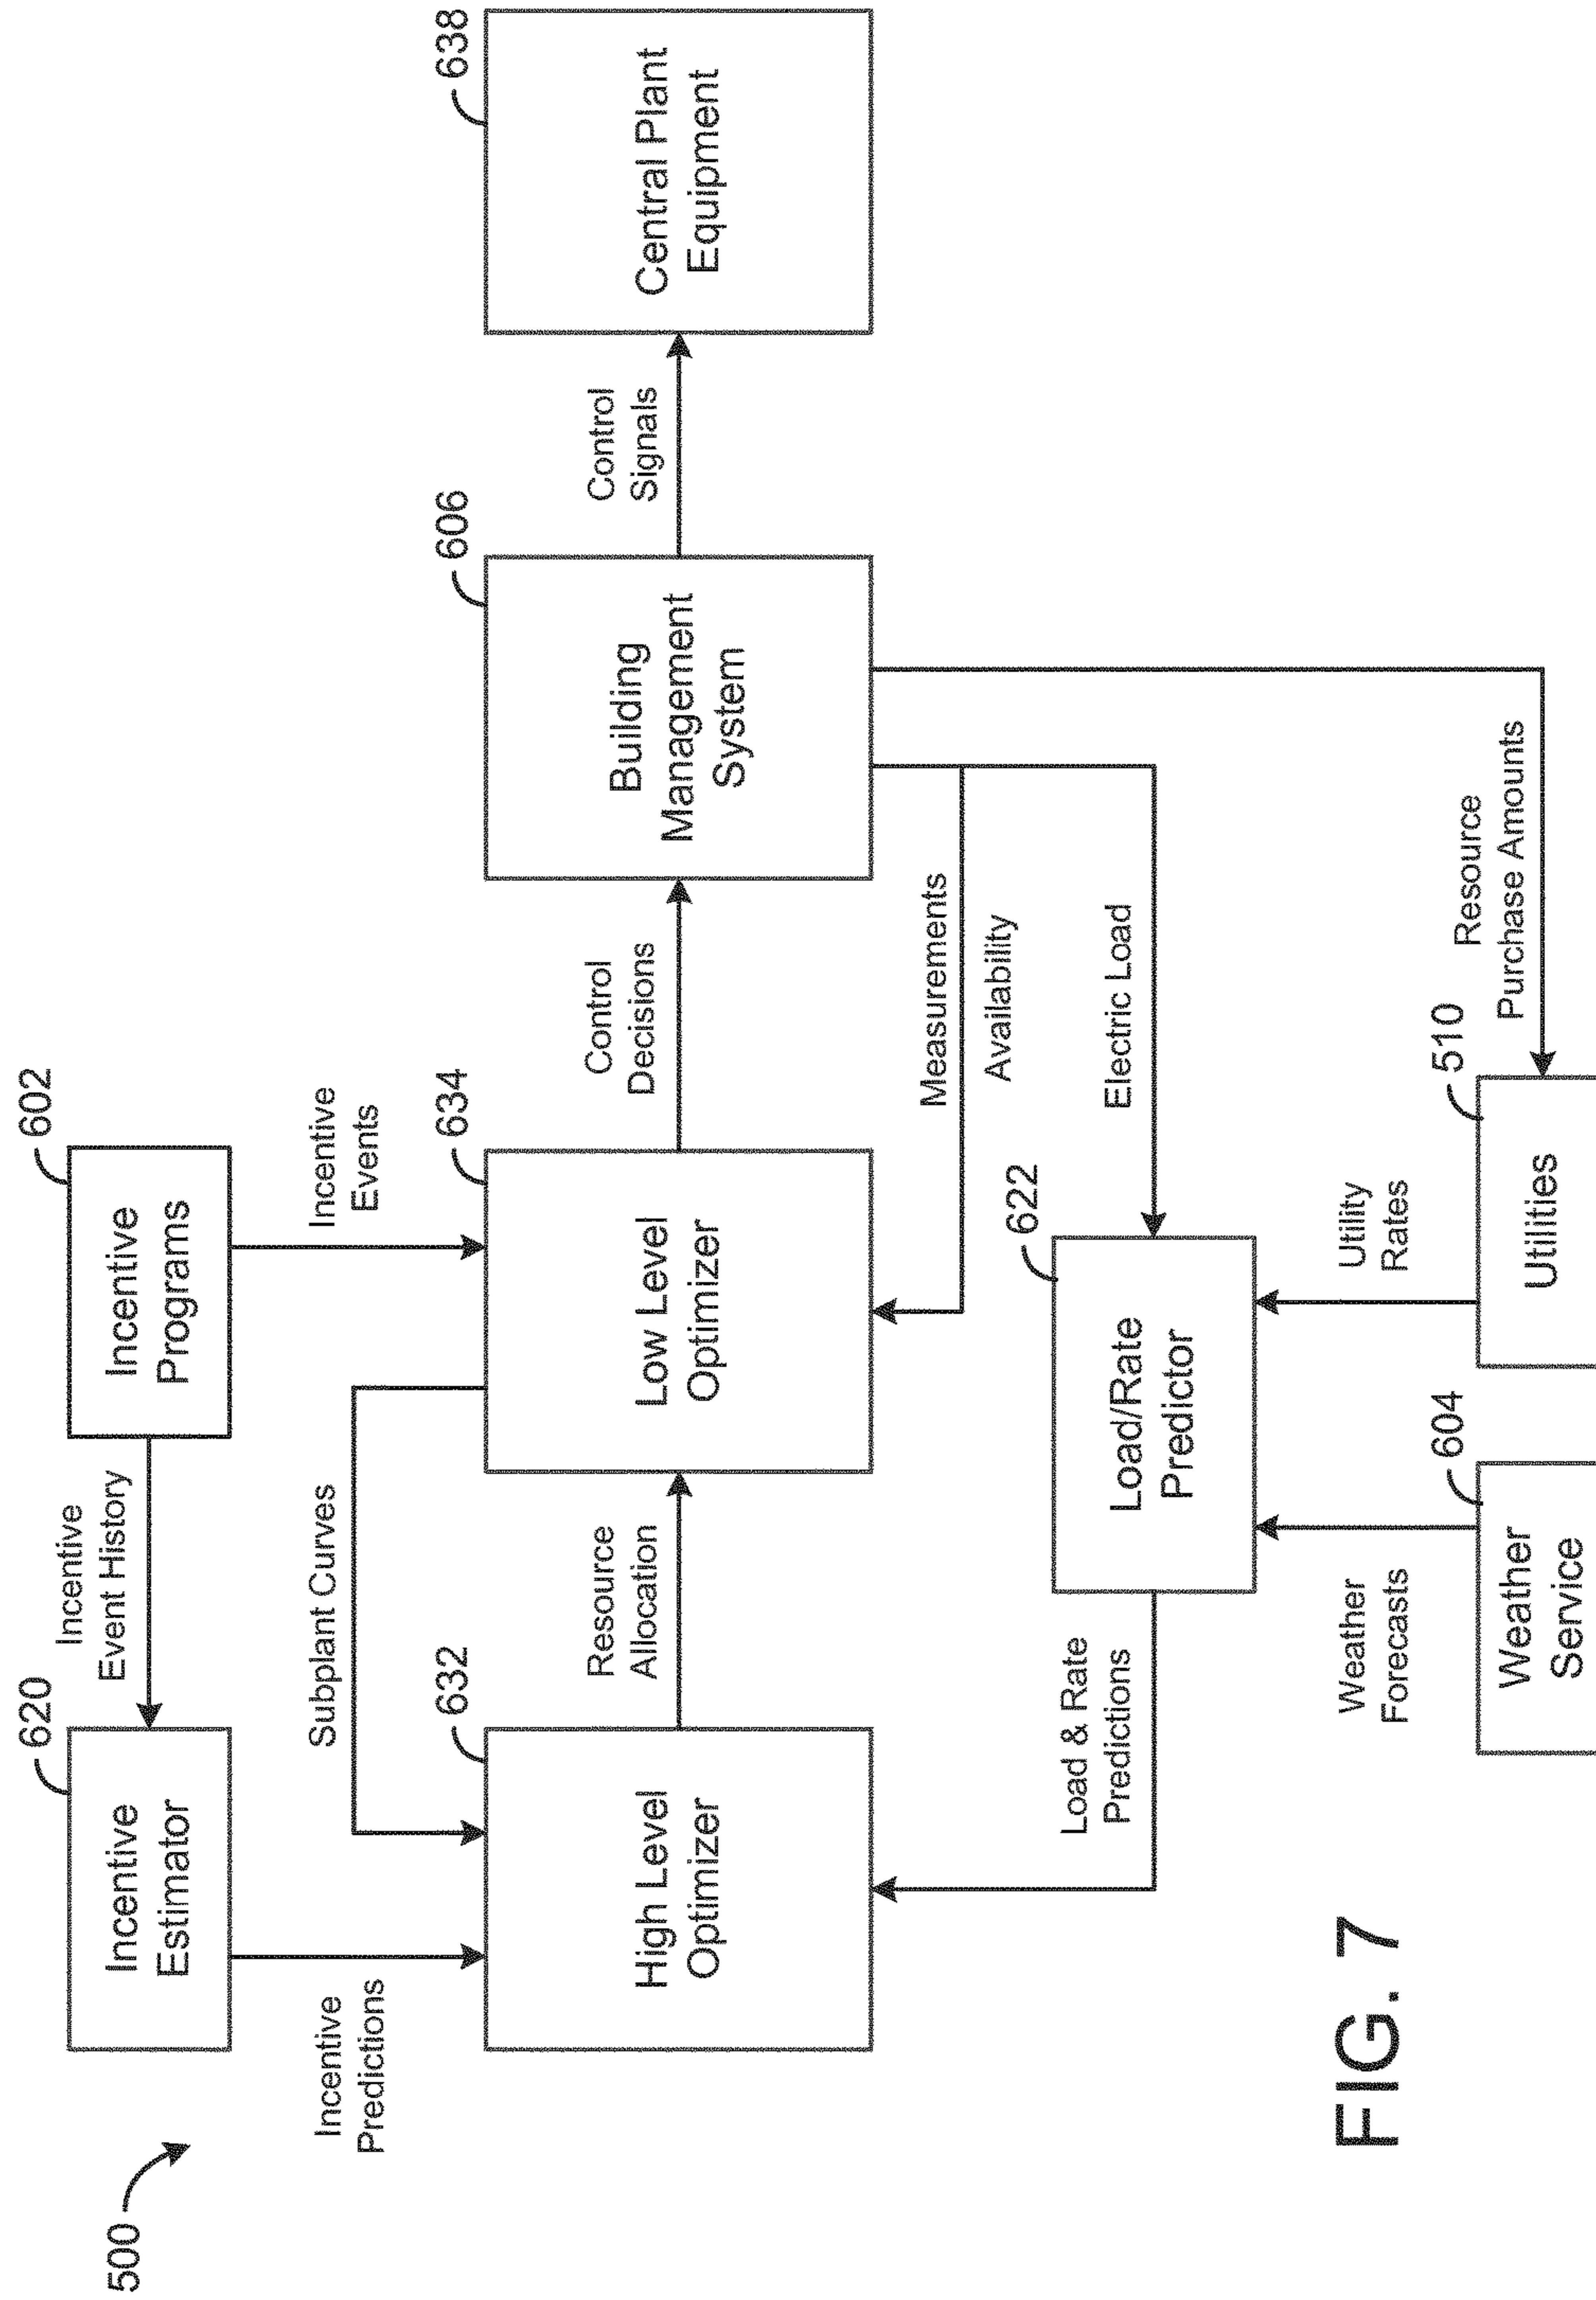 500
620
Incentive
Estimator
Incentive
Event History
602
Incentive
Programs
Incentive
Predictions
Subplant Curves
Incentive
Events
632
High Level
Optimizer
Resource
Allocation
634
Low Level
Optimizer
Control
Decisions
606
Building
Management
System
Control
Signals
638
Central Plant
Equipment
Measurements
Availability
Load & Rate
Predictions
622
Load/Rate
Predictor
Electric Load
Weather
Forecasts
Utility
Rates
Resource
Purchase Amounts
604
Weather
Service
510
Utilities
FIG. 7